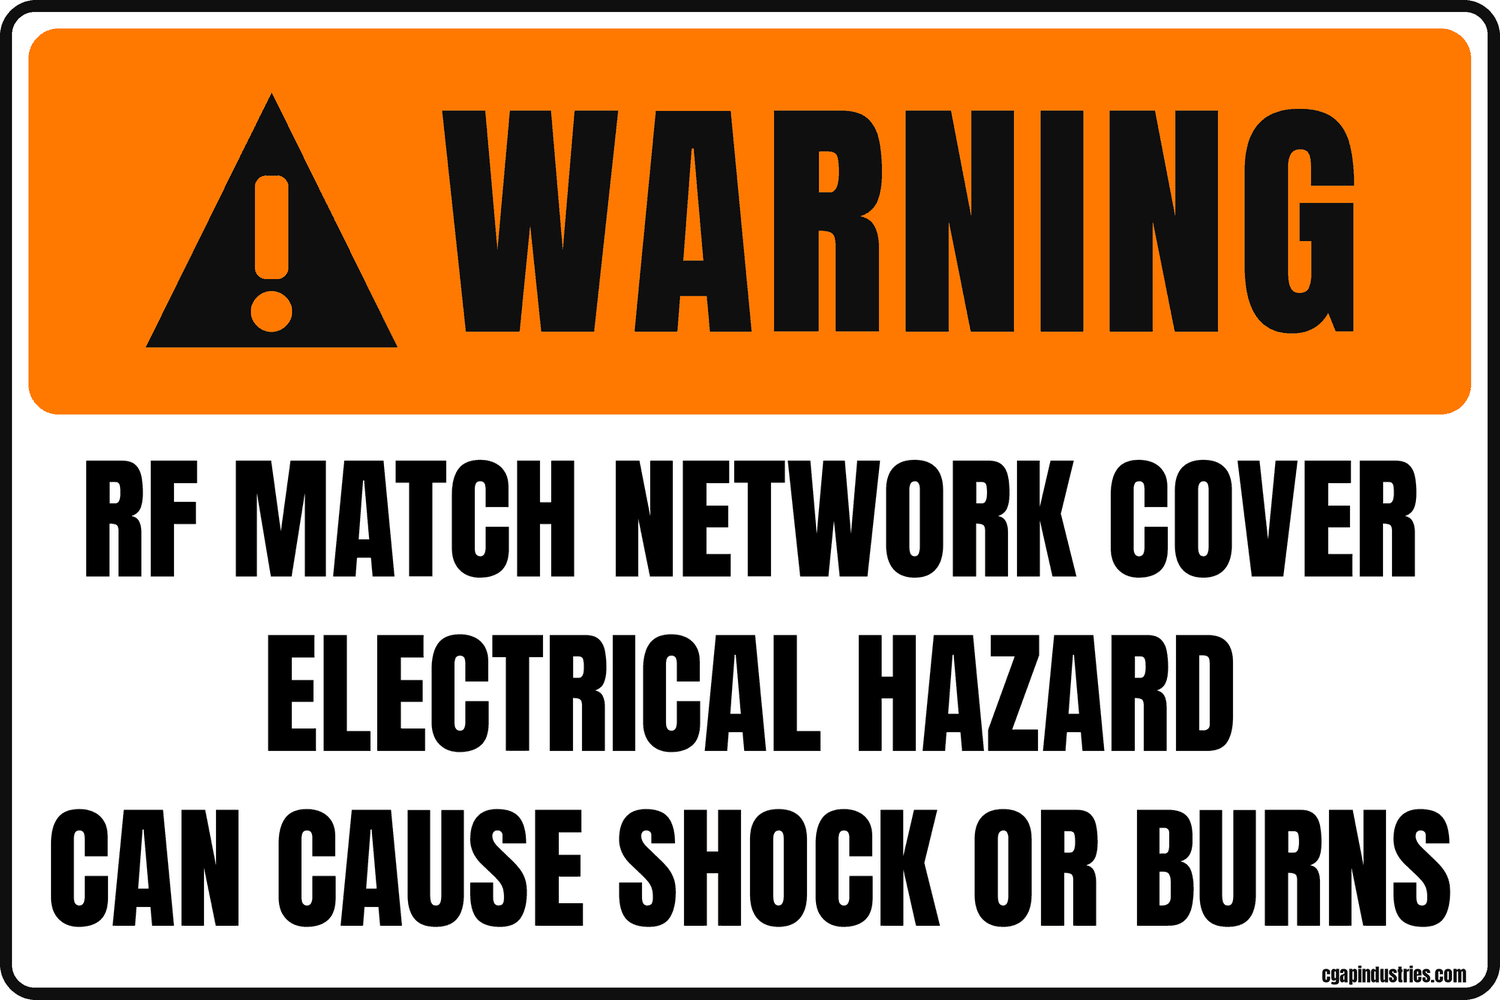 WARNING
RF MATCH NETWORK COVER
ELECTRICAL HAZARD
CAN CAUSE SHOCK OR BURNS
cgapindustries.com